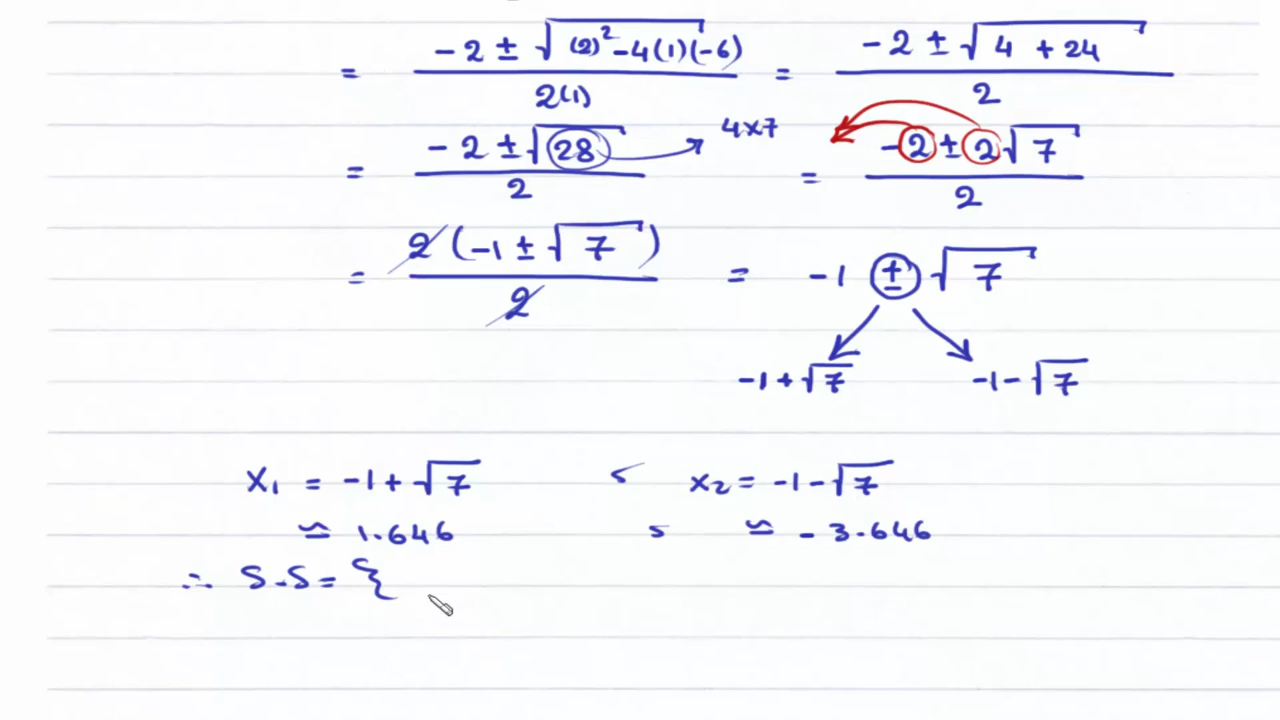 = (-2 ± √((2)² - 4(1)(-6))) / 2(1) = (-2 ± √(4 + 24)) / 2
= (-2 ± √28) / 2 → 4×7 = (-2 ± 2√7) / 2
= 2(-1 ± √7) / 2 = -1 ± √7
-1+√7 -1-√7
x₁ = -1+√7 , x₂ = -1-√7
≃ 1.646 , ≃ -3.646
∴ S.S = {